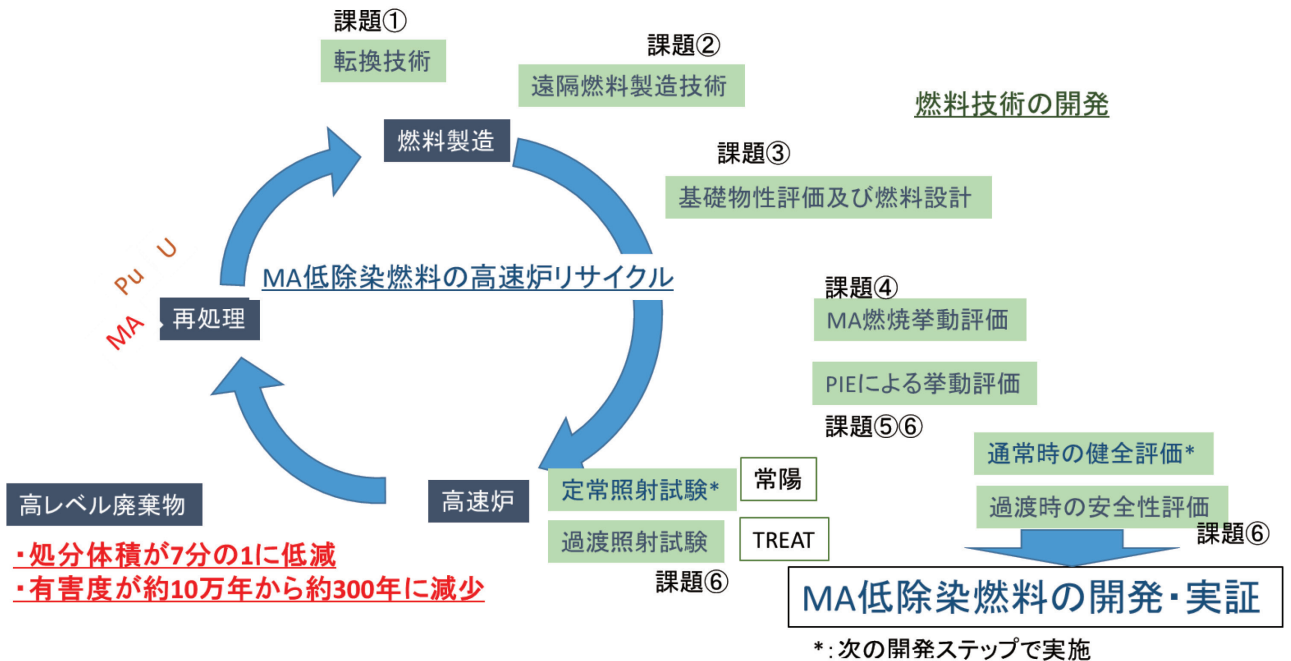 課題①
転換技術
課題②
遠隔燃料製造技術
燃料技術の開発
燃料製造
課題③
基礎物性評価及び燃料設計
U
Pu
MA
MA低除染燃料の高速炉リサイクル
再処理
課題④
MA燃焼挙動評価
PIEによる挙動評価
課題⑤⑥
通常時の健全評価*
過渡時の安全性評価
課題⑥
高速炉
定常照射試験*
常陽
過渡照射試験
TREAT
課題⑥
高レベル廃棄物
・処分体積が7分の1に低減
・有害度が約10万年から約300年に減少
MA低除染燃料の開発・実証
*:次の開発ステップで実施